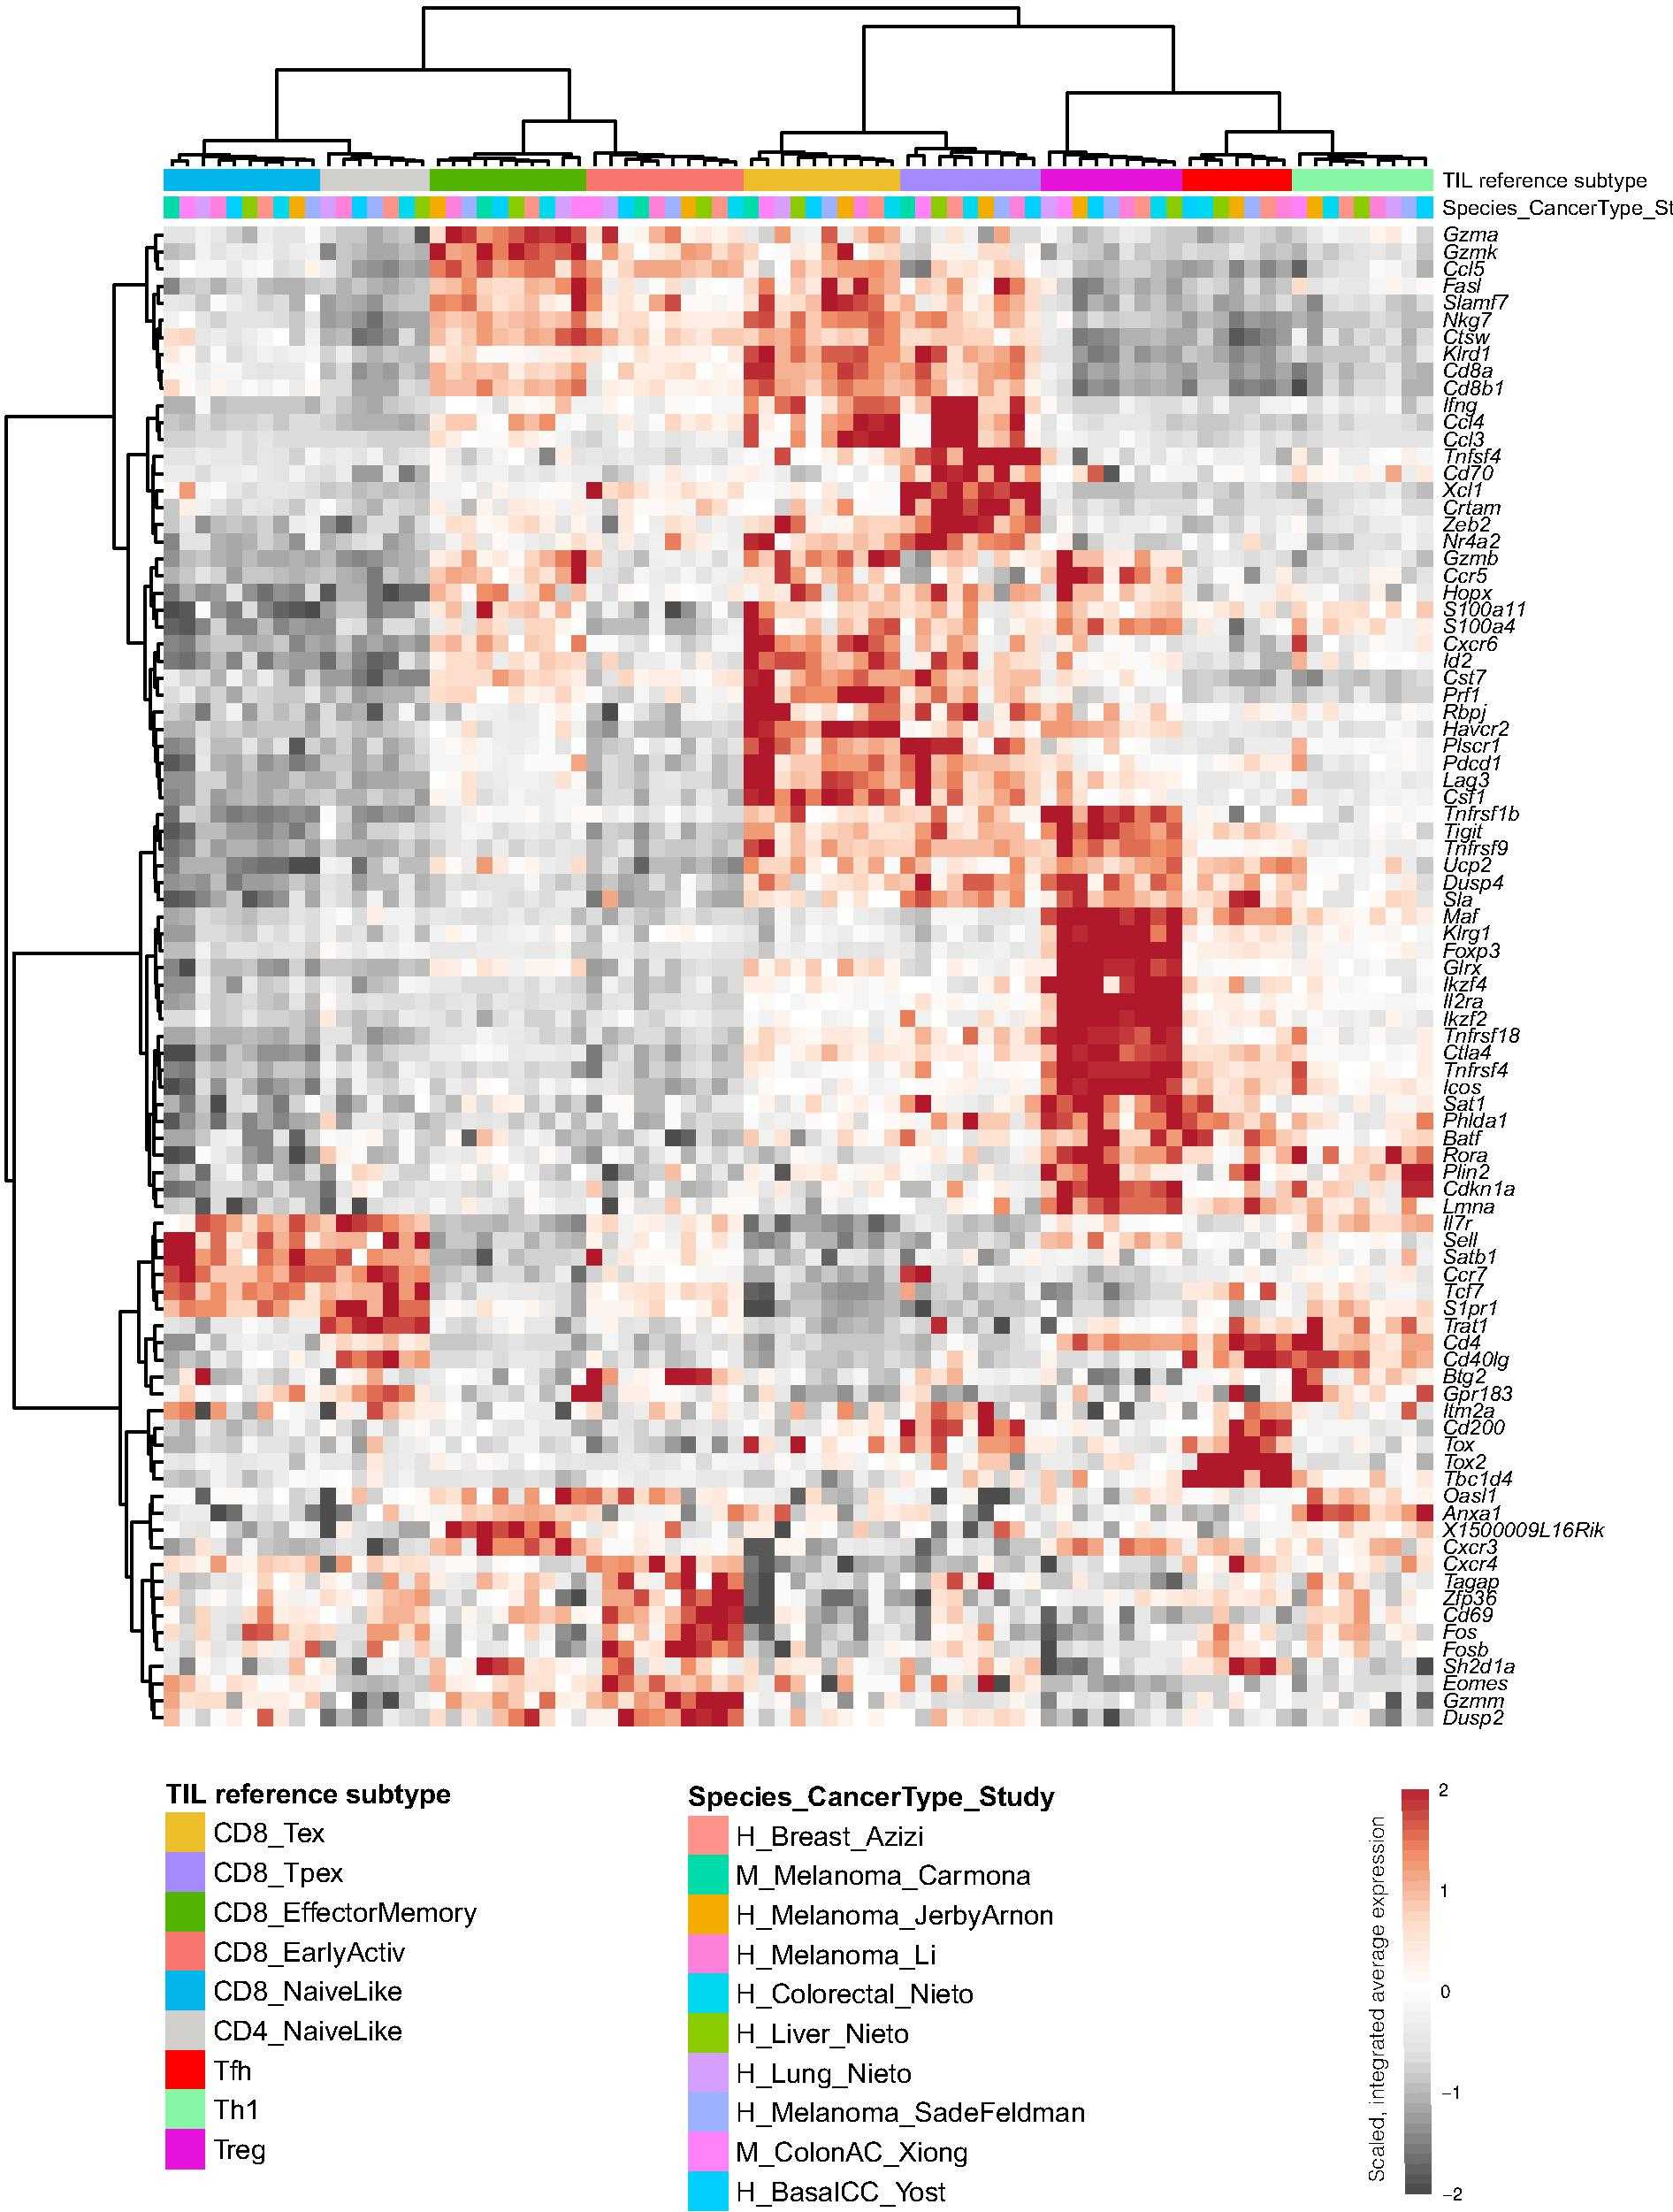 TIL reference subtype
Species_CancerType_St
Gzma
Gzmk
Ccl5
Fasl
Slamf7
Nkg7
Ctsw
Klrd1
Cd8a
Cd8b1
Ifng
Ccl4
Ccl3
Tnfsf4
Cd70
Xcl1
Crtam
Zeb2
Nr4a2
Gzmb
Ccr5
Hopx
S100a11
S100a4
Cxcr6
Id2
Cst7
Prf1
Rbpj
Havcr2
Plscr1
Pdcd1
Lag3
Csf1
Tnfrsf1b
Tigit
Tnfrsf9
Ucp2
Dusp4
Sla
Maf
Klrg1
Foxp3
Glrx
Ikzf4
Il2ra
Ikzf2
Tnfrsf18
Ctla4
Tnfrsf4
Icos
Sat1
Phlda1
Batf
Rora
Plin2
Cdkn1a
Lmna
Il7r
Sell
Satb1
Ccr7
Tcf7
S1pr1
Trat1
Cd4
Cd40lg
Btg2
Gpr183
Itm2a
Cd200
Tox
Tox2
Tbc1d4
Oasl1
Anxa1
X1500009L16Rik
Cxcr3
Cxcr4
Tagap
Zfp36
Cd69
Fos
Fosb
Sh2d1a
Eomes
Gzmm
Dusp2
TIL reference subtype
CD8_Tex
CD8_Tpex
CD8_EffectorMemory
CD8_EarlyActiv
CD8_NaiveLike
CD4_NaiveLike
Tfh
Th1
Treg
Species_CancerType_Study
H_Breast_Azizi
M_Melanoma_Carmona
H_Melanoma_JerbyArnon
H_Melanoma_Li
H_Colorectal_Nieto
H_Liver_Nieto
H_Lung_Nieto
H_Melanoma_SadeFeldman
M_ColonAC_Xiong
H_BasalCC_Yost
Scaled, integrated average expression
2
1
0
−1
−2